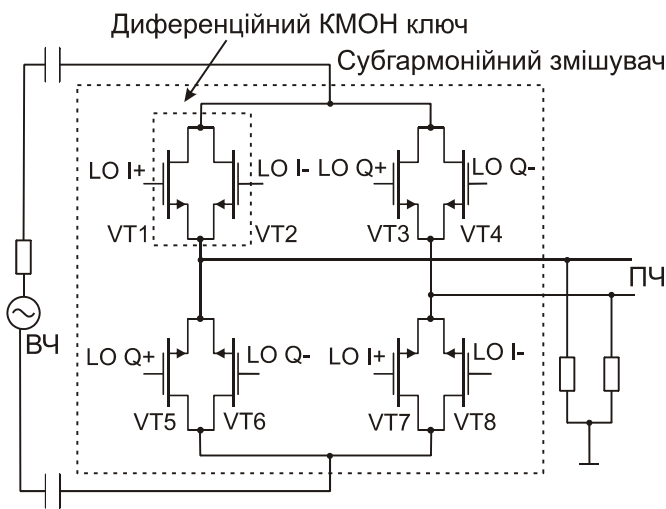 Диференційний КМОН ключ
Субгармонійний змішувач
LO I+
LO I-
LO Q+
LO Q-
VT1
VT2
VT3
VT4
ПЧ
ВЧ
LO Q+
LO Q-
LO I+
LO I-
VT5
VT6
VT7
VT8